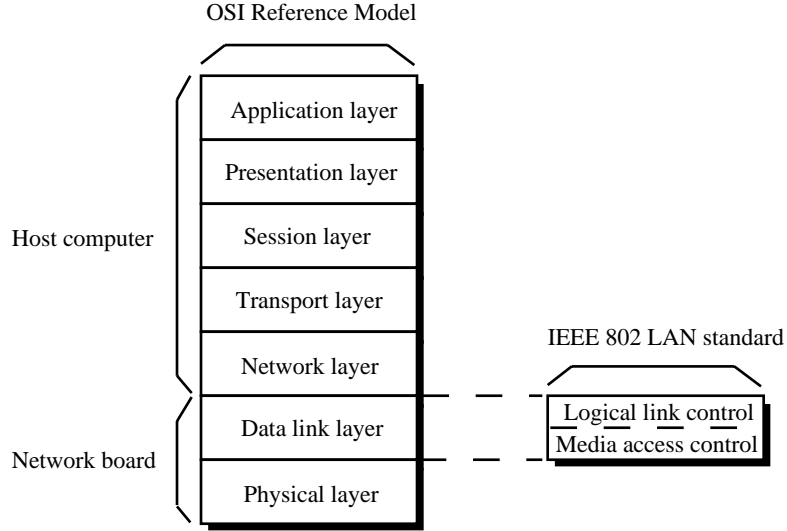 OSI Reference Model
Application layer
Presentation layer
Host computer
Session layer
Transport layer
Network layer
IEEE 802 LAN standard
Logical link control
Data link layer
Media access control
Network board
Physical layer